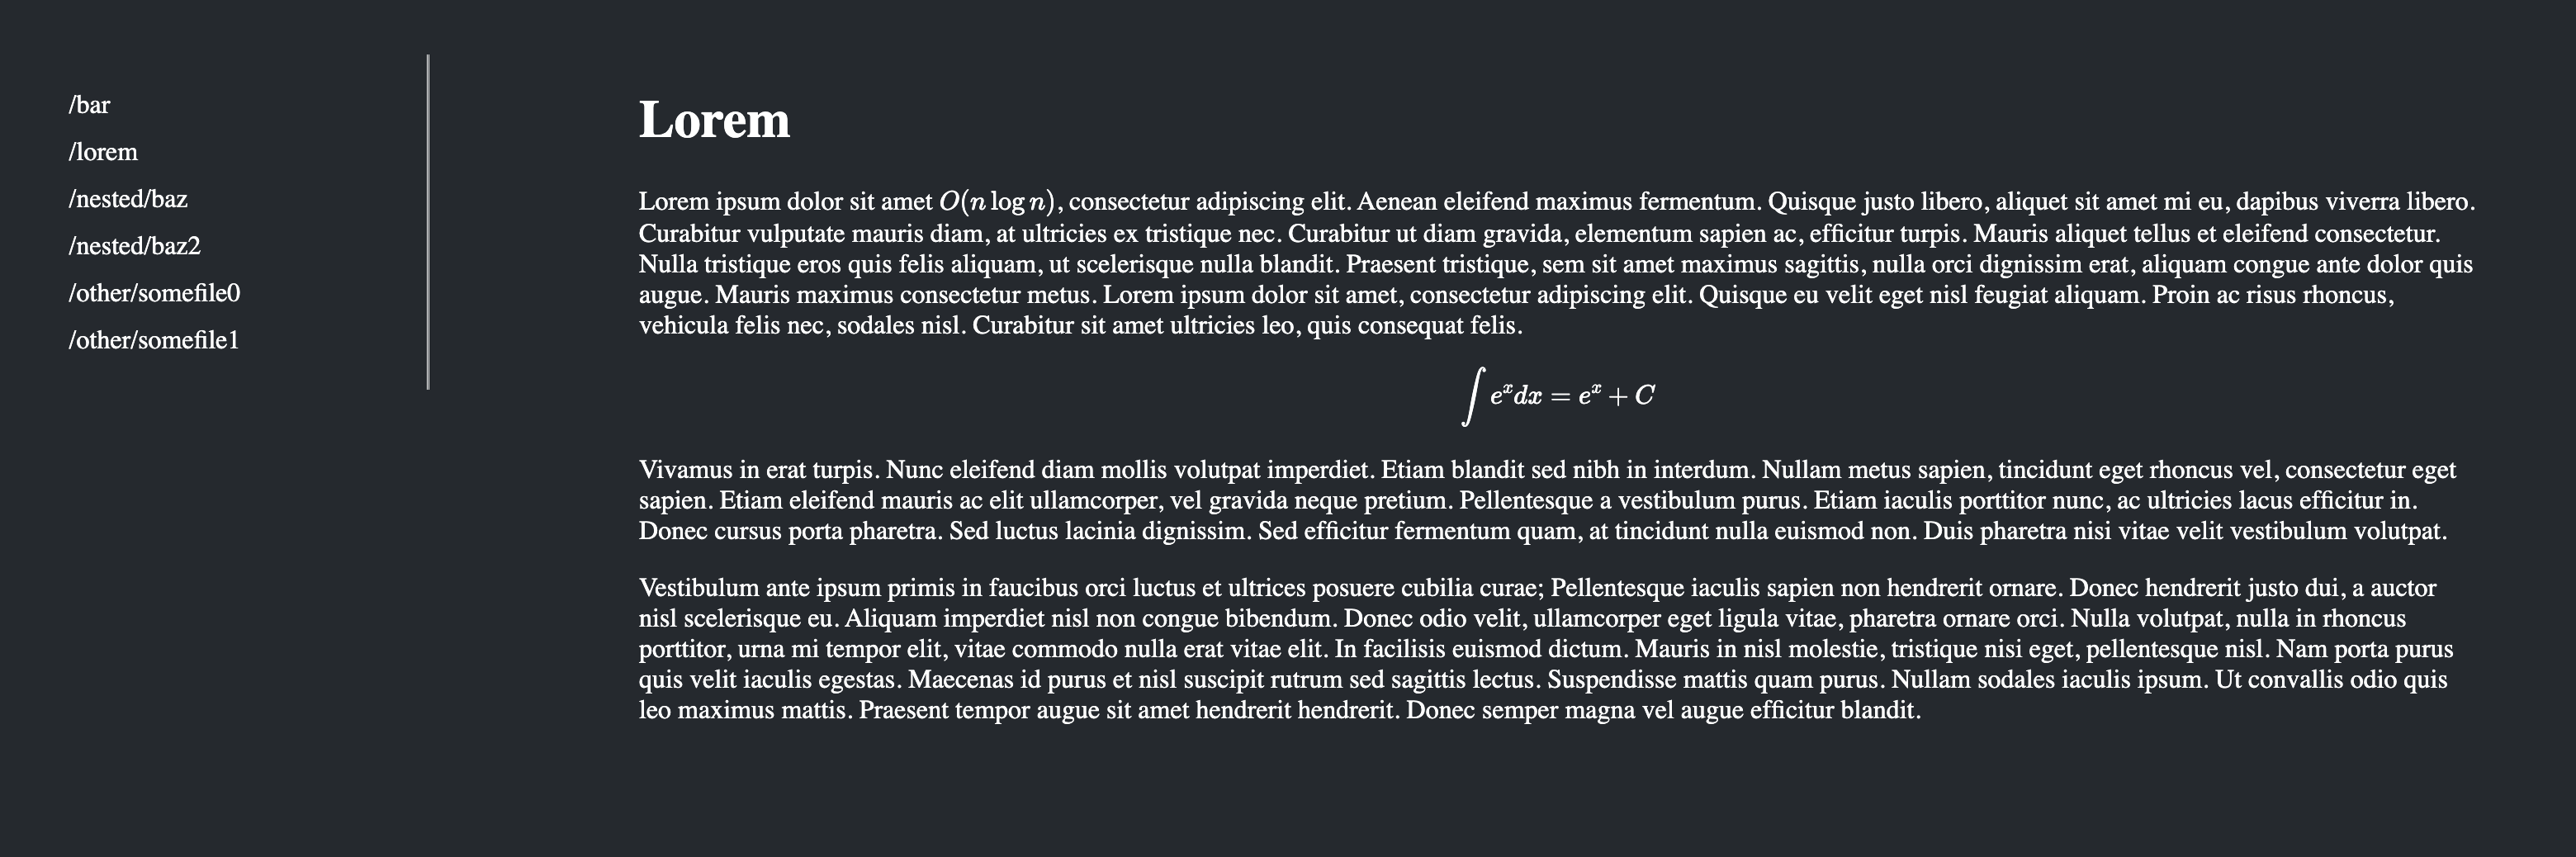 /bar
/lorem
/nested/baz
/nested/baz2
/other/somefile0
/other/somefile1
Lorem
Lorem ipsum dolor sit amet O(n log n), consectetur adipiscing elit. Aenean eleifend maximus fermentum. Quisque justo libero, aliquet sit amet mi eu, dapibus viverra libero.
Curabitur vulputate mauris diam, at ultricies ex tristique nec. Curabitur ut diam gravida, elementum sapien ac, efficitur turpis. Mauris aliquet tellus et eleifend consectetur.
Nulla tristique eros quis felis aliquam, ut scelerisque nulla blandit. Praesent tristique, sem sit amet maximus sagittis, nulla orci dignissim erat, aliquam congue ante dolor quis
augue. Mauris maximus consectetur metus. Lorem ipsum dolor sit amet, consectetur adipiscing elit. Quisque eu velit eget nisl feugiat aliquam. Proin ac risus rhoncus,
vehicula felis nec, sodales nisl. Curabitur sit amet ultricies leo, quis consequat felis.
∫ eˣdx = eˣ + C
Vivamus in erat turpis. Nunc eleifend diam mollis volutpat imperdiet. Etiam blandit sed nibh in interdum. Nullam metus sapien, tincidunt eget rhoncus vel, consectetur eget
sapien. Etiam eleifend mauris ac elit ullamcorper, vel gravida neque pretium. Pellentesque a vestibulum purus. Etiam iaculis porttitor nunc, ac ultricies lacus efficitur in.
Donec cursus porta pharetra. Sed luctus lacinia dignissim. Sed efficitur fermentum quam, at tincidunt nulla euismod non. Duis pharetra nisi vitae velit vestibulum volutpat.
Vestibulum ante ipsum primis in faucibus orci luctus et ultrices posuere cubilia curae; Pellentesque iaculis sapien non hendrerit ornare. Donec hendrerit justo dui, a auctor
nisl scelerisque eu. Aliquam imperdiet nisl non congue bibendum. Donec odio velit, ullamcorper eget ligula vitae, pharetra ornare orci. Nulla volutpat, nulla in rhoncus
porttitor, urna mi tempor elit, vitae commodo nulla erat vitae elit. In facilisis euismod dictum. Mauris in nisl molestie, tristique nisi eget, pellentesque nisl. Nam porta purus
quis velit iaculis egestas. Maecenas id purus et nisl suscipit rutrum sed sagittis lectus. Suspendisse mattis quam purus. Nullam sodales iaculis ipsum. Ut convallis odio quis
leo maximus mattis. Praesent tempor augue sit amet hendrerit hendrerit. Donec semper magna vel augue efficitur blandit.